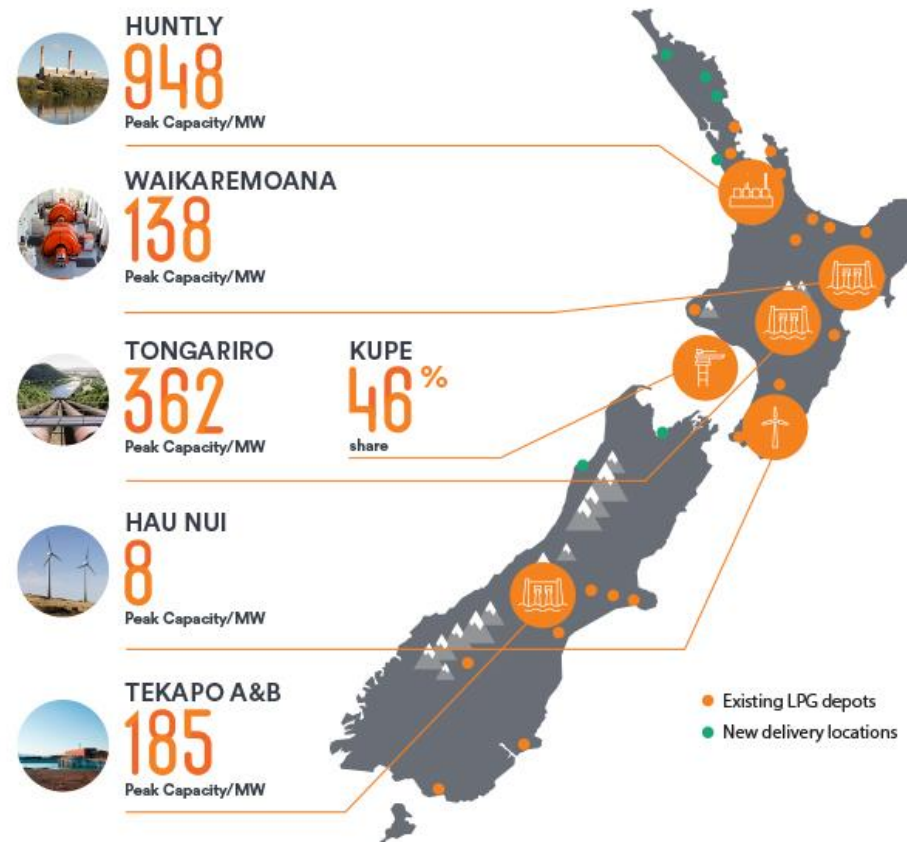 HUNTLY
948
Peak Capacity/MW
WAIKAREMOANA
138
Peak Capacity/MW
TONGARIRO
362
Peak Capacity/MW
KUPE
46%
share
HAU NUI
8
Peak Capacity/MW
TEKAPO A&B
185
Peak Capacity/MW
Existing LPG depots
New delivery locations